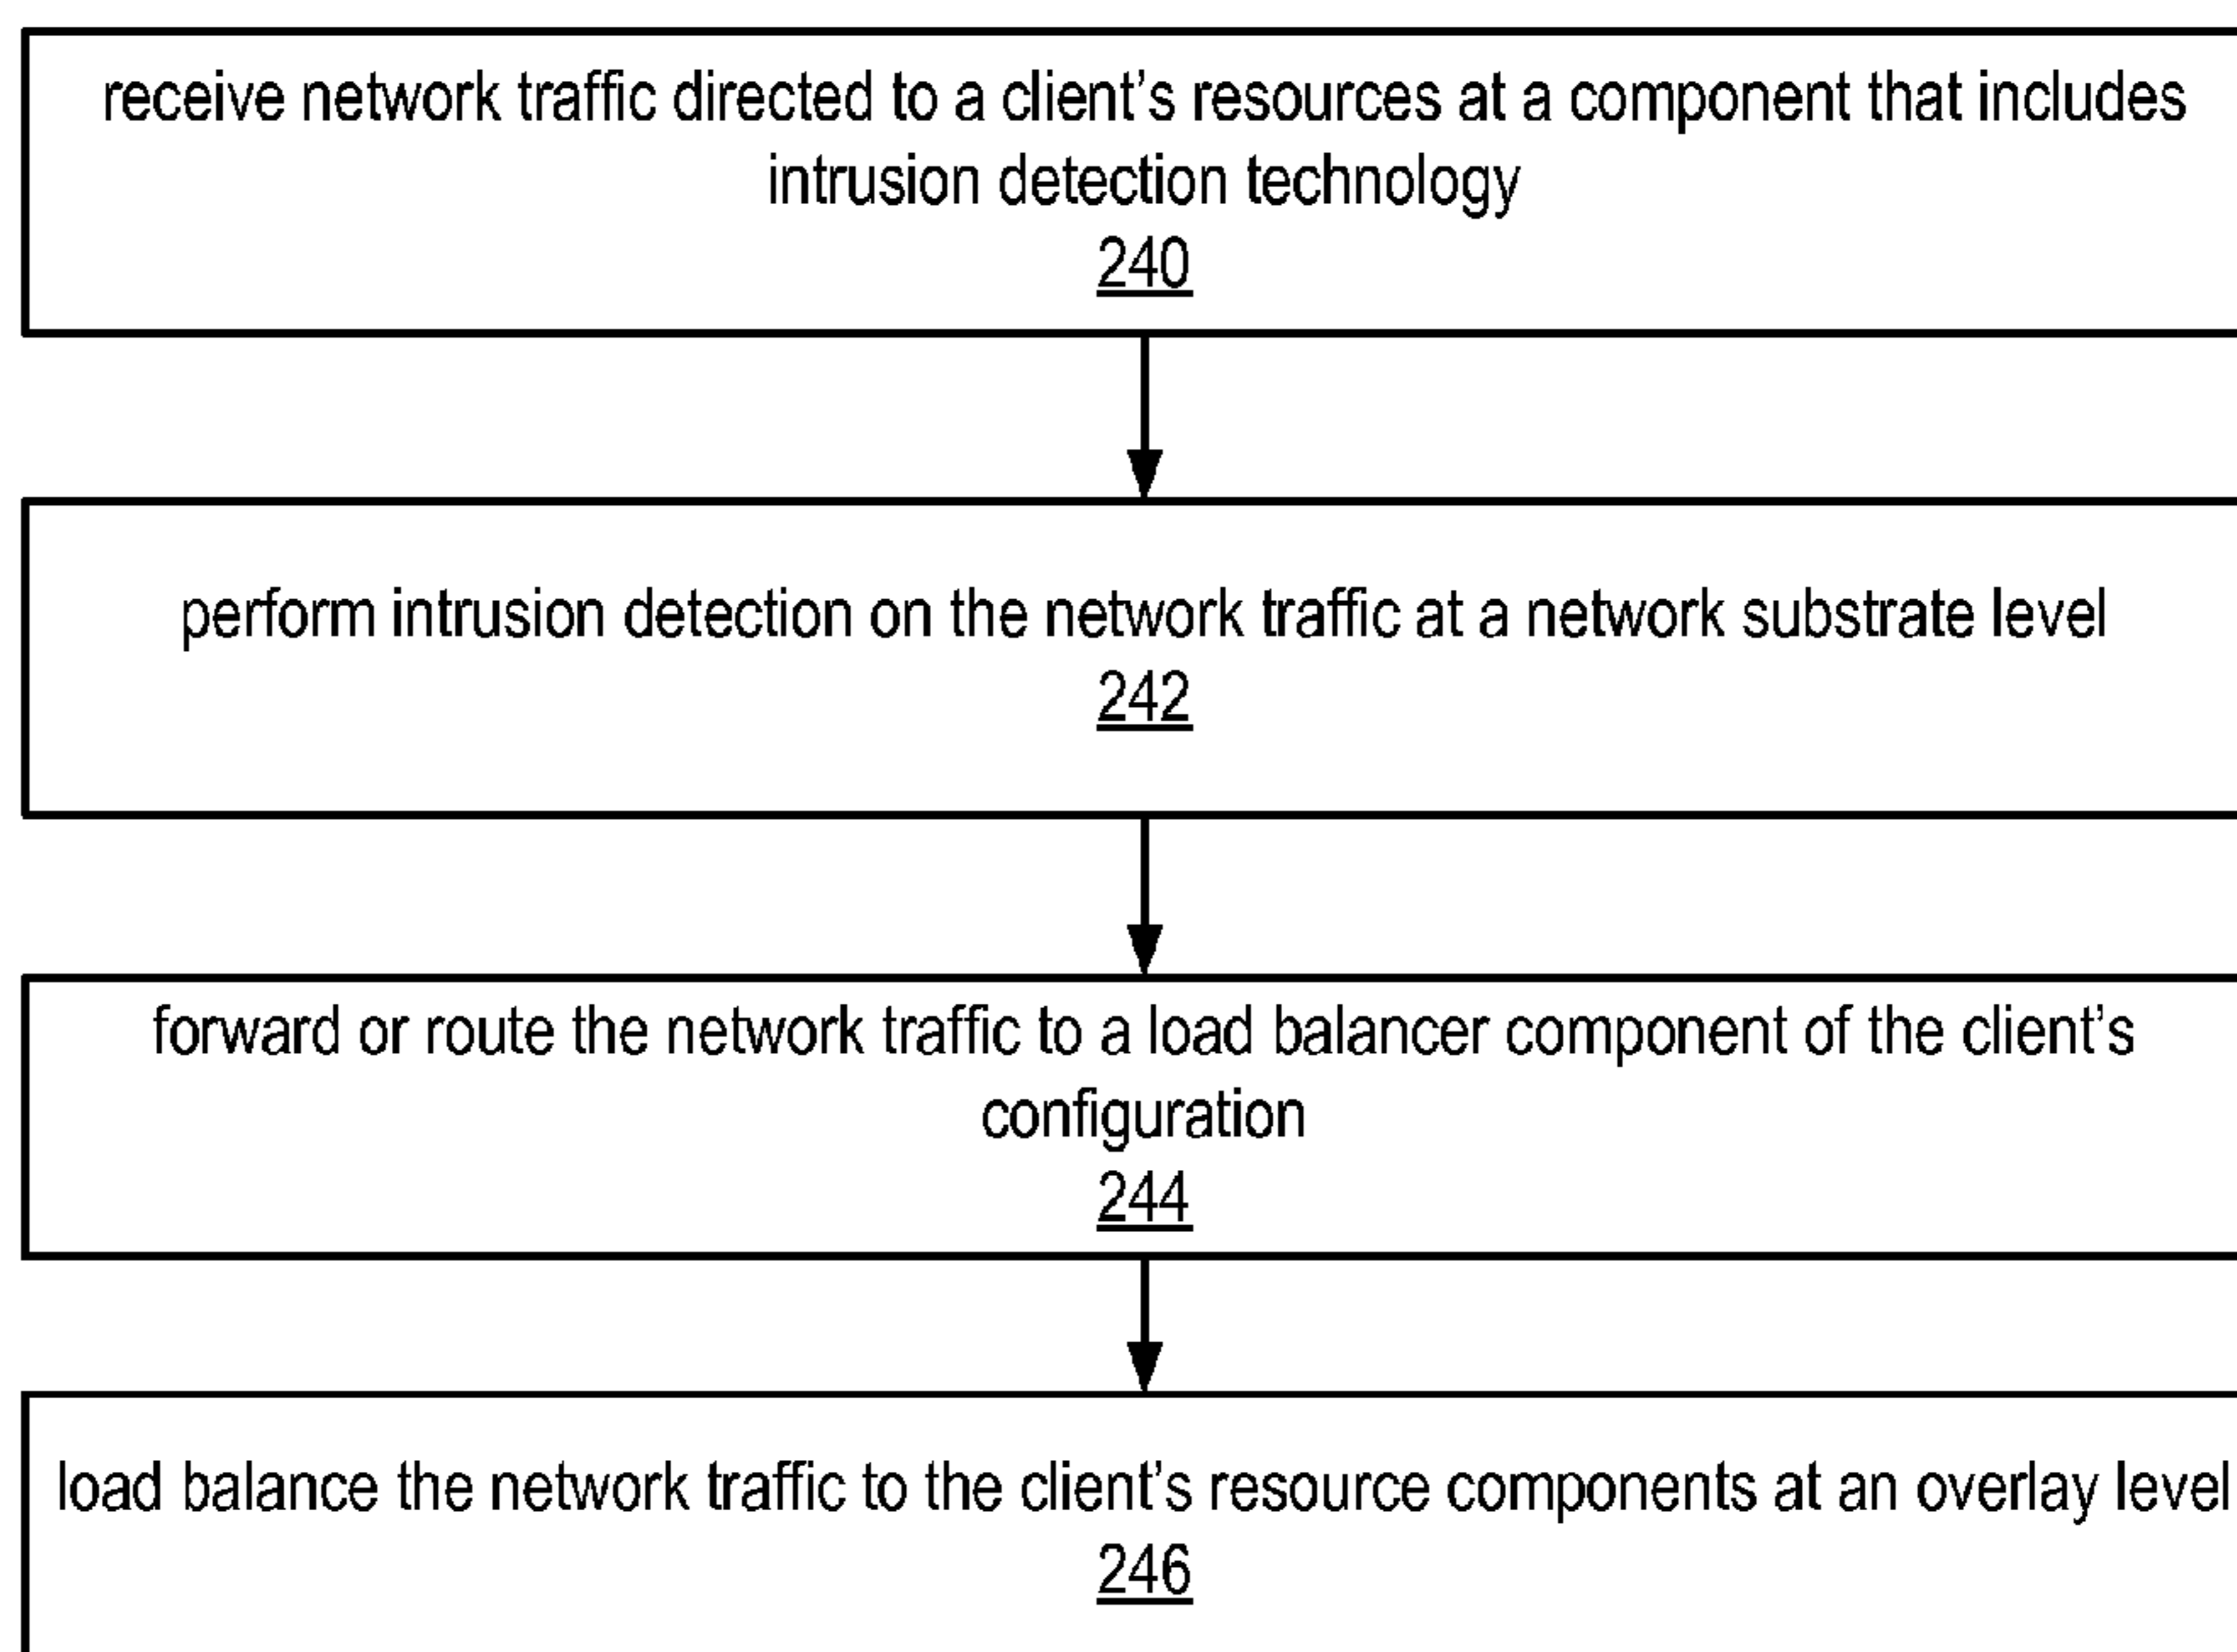 receive network traffic directed to a client's resources at a component that includes
intrusion detection technology
240
perform intrusion detection on the network traffic at a network substrate level
242
forward or route the network traffic to a load balancer component of the client's
configuration
244
load balance the network traffic to the client's resource components at an overlay level
246